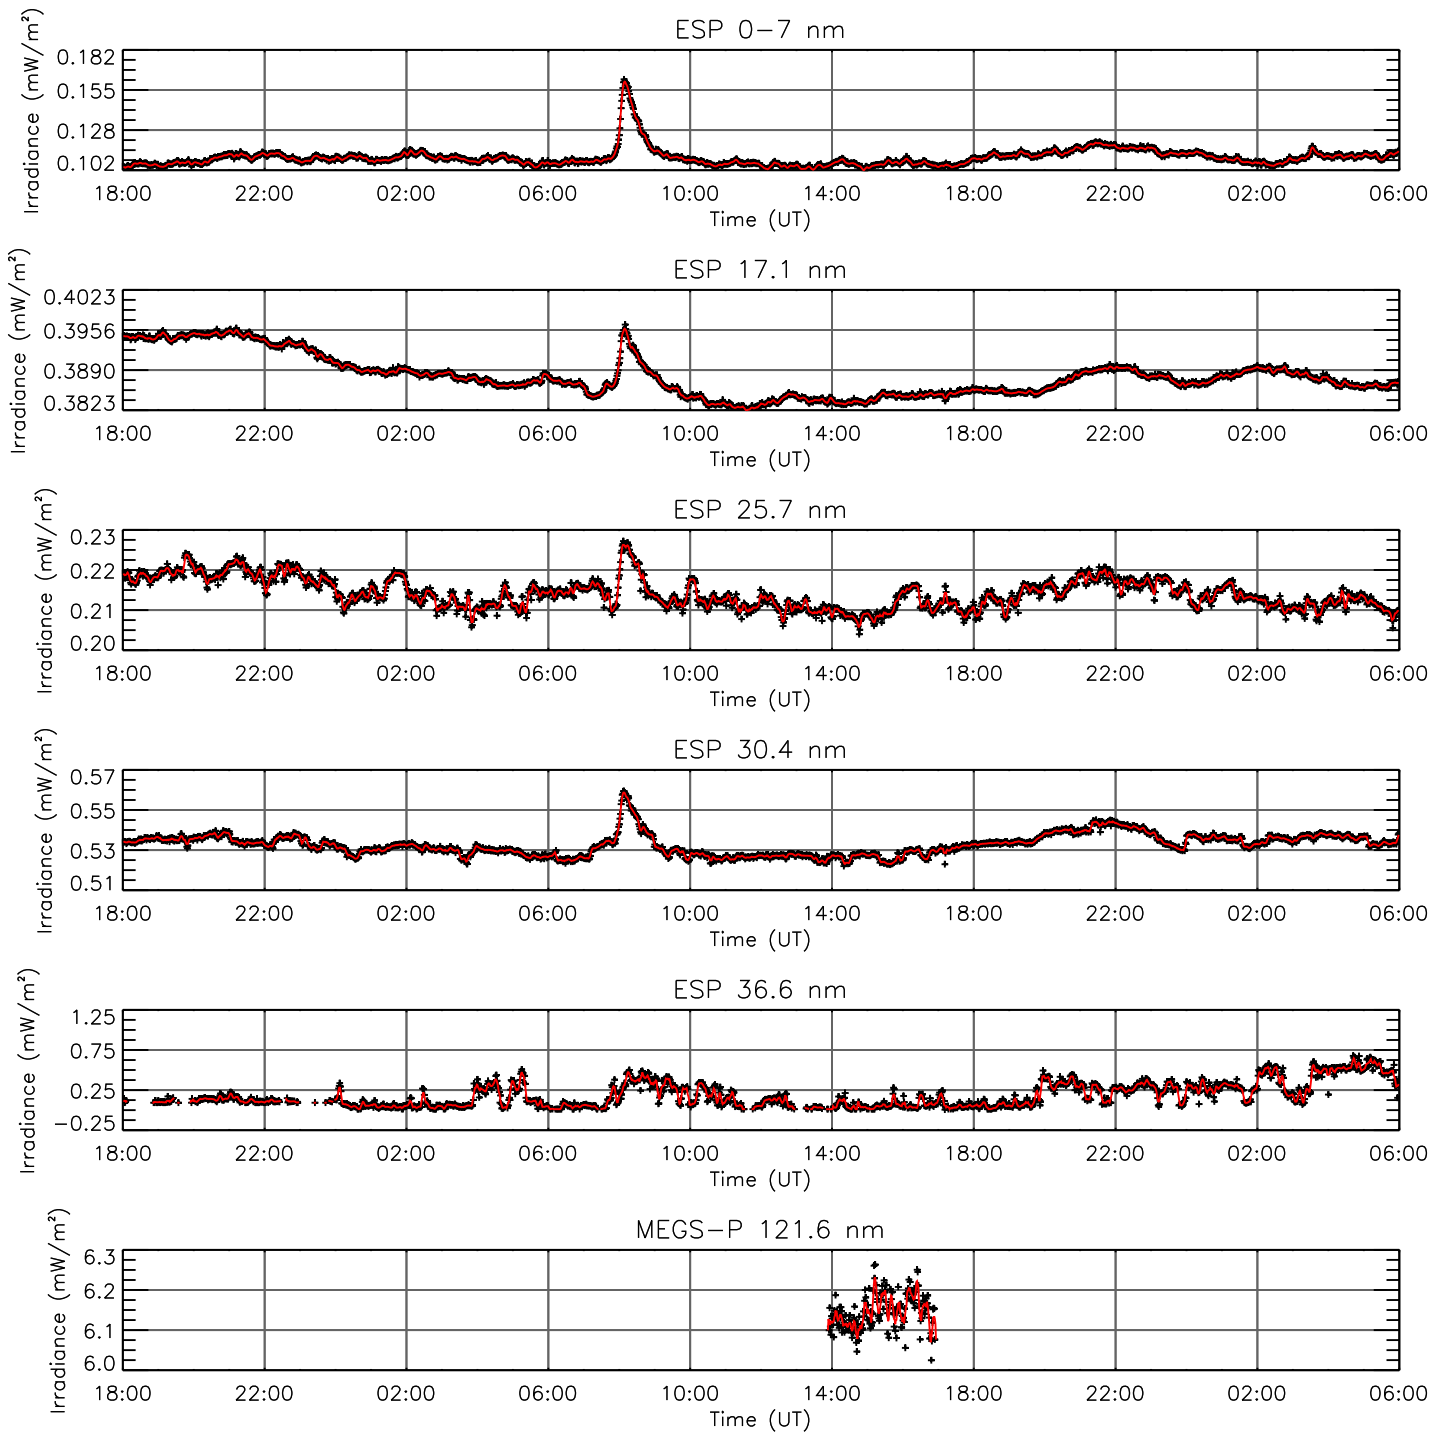 ESP 0-7 nm
Irradiance (mW/m²)
0.182
0.155
0.128
0.102
18:00 22:00 02:00 06:00 10:00 14:00 18:00 22:00 02:00 06:00
Time (UT)
ESP 17.1 nm
Irradiance (mW/m²)
0.4023
0.3956
0.3890
0.3823
18:00 22:00 02:00 06:00 10:00 14:00 18:00 22:00 02:00 06:00
Time (UT)
ESP 25.7 nm
Irradiance (mW/m²)
0.23
0.22
0.21
0.20
18:00 22:00 02:00 06:00 10:00 14:00 18:00 22:00 02:00 06:00
Time (UT)
ESP 30.4 nm
Irradiance (mW/m²)
0.57
0.55
0.53
0.51
18:00 22:00 02:00 06:00 10:00 14:00 18:00 22:00 02:00 06:00
Time (UT)
ESP 36.6 nm
Irradiance (mW/m²)
1.25
0.75
0.25
-0.25
18:00 22:00 02:00 06:00 10:00 14:00 18:00 22:00 02:00 06:00
Time (UT)
MEGS-P 121.6 nm
Irradiance (mW/m²)
6.3
6.2
6.1
6.0
18:00 22:00 02:00 06:00 10:00 14:00 18:00 22:00 02:00 06:00
Time (UT)